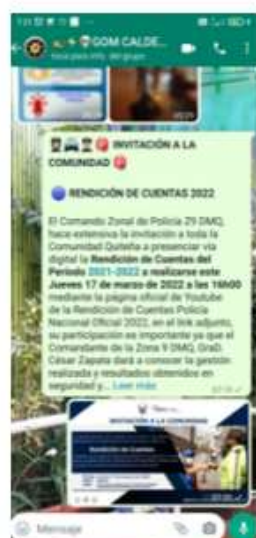 GOM CALDE...
INVITACIÓN A LA
COMUNIDAD
RENDICIÓN DE CUENTAS 2022
El Comando Zonal de Policía Z9 DMQ,
hace extensiva la invitación a toda la
Comunidad Quiteña a presenciar vía
digital la Rendición de Cuentas del
Período 2021-2022 a realizarse este
Jueves 17 de marzo de 2022 a las 16h00
mediante la página oficial de Youtube
de la Rendición de Cuentas Policía
Nacional Oficial 2022, en el link adjunto,
su participación es importante ya que el
Comandante de la Zona 9 DMQ, GraD.
César Zapata dará a conocer la gestión
realizada y resultados obtenidos en
seguridad y... Leer más
INVITACIÓN A LA COMUNIDAD
Rendición de Cuentas
Mensaje